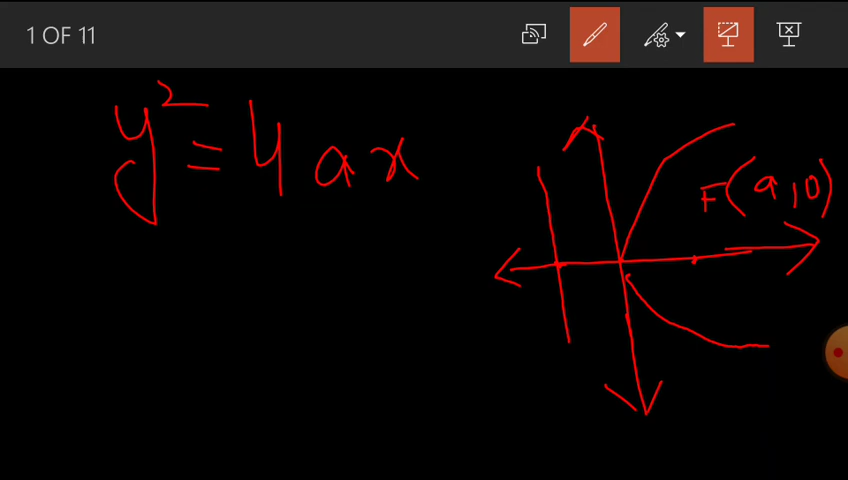 1 OF 11
y² = 4ax
F(a,0)